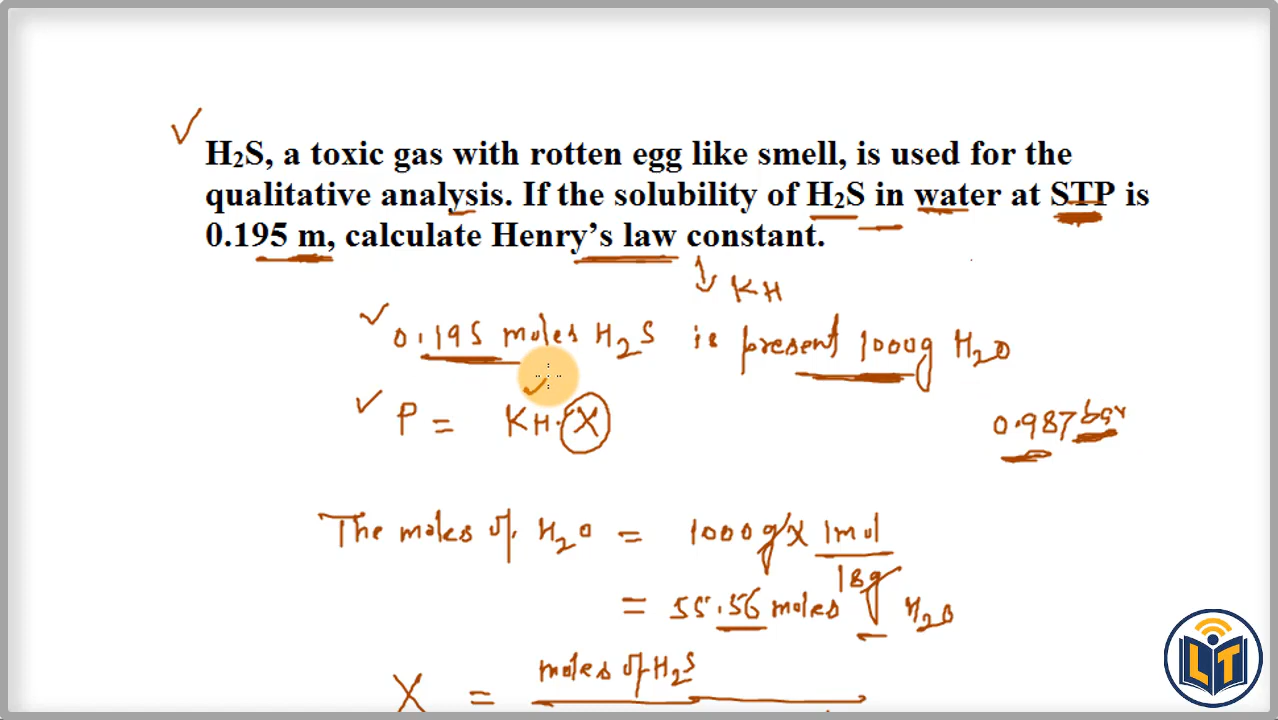 H₂S, a toxic gas with rotten egg like smell, is used for the
qualitative analysis. If the solubility of H₂S in water at STP is
0.195 m, calculate Henry's law constant.
KH
0.195 moles H₂S is present 1000g H₂O
P = KH.X
0.987 bar
The moles of H₂O = 1000g X 1mol
18g
= 55.56 moles H₂O
moles of H₂S
X =
LT